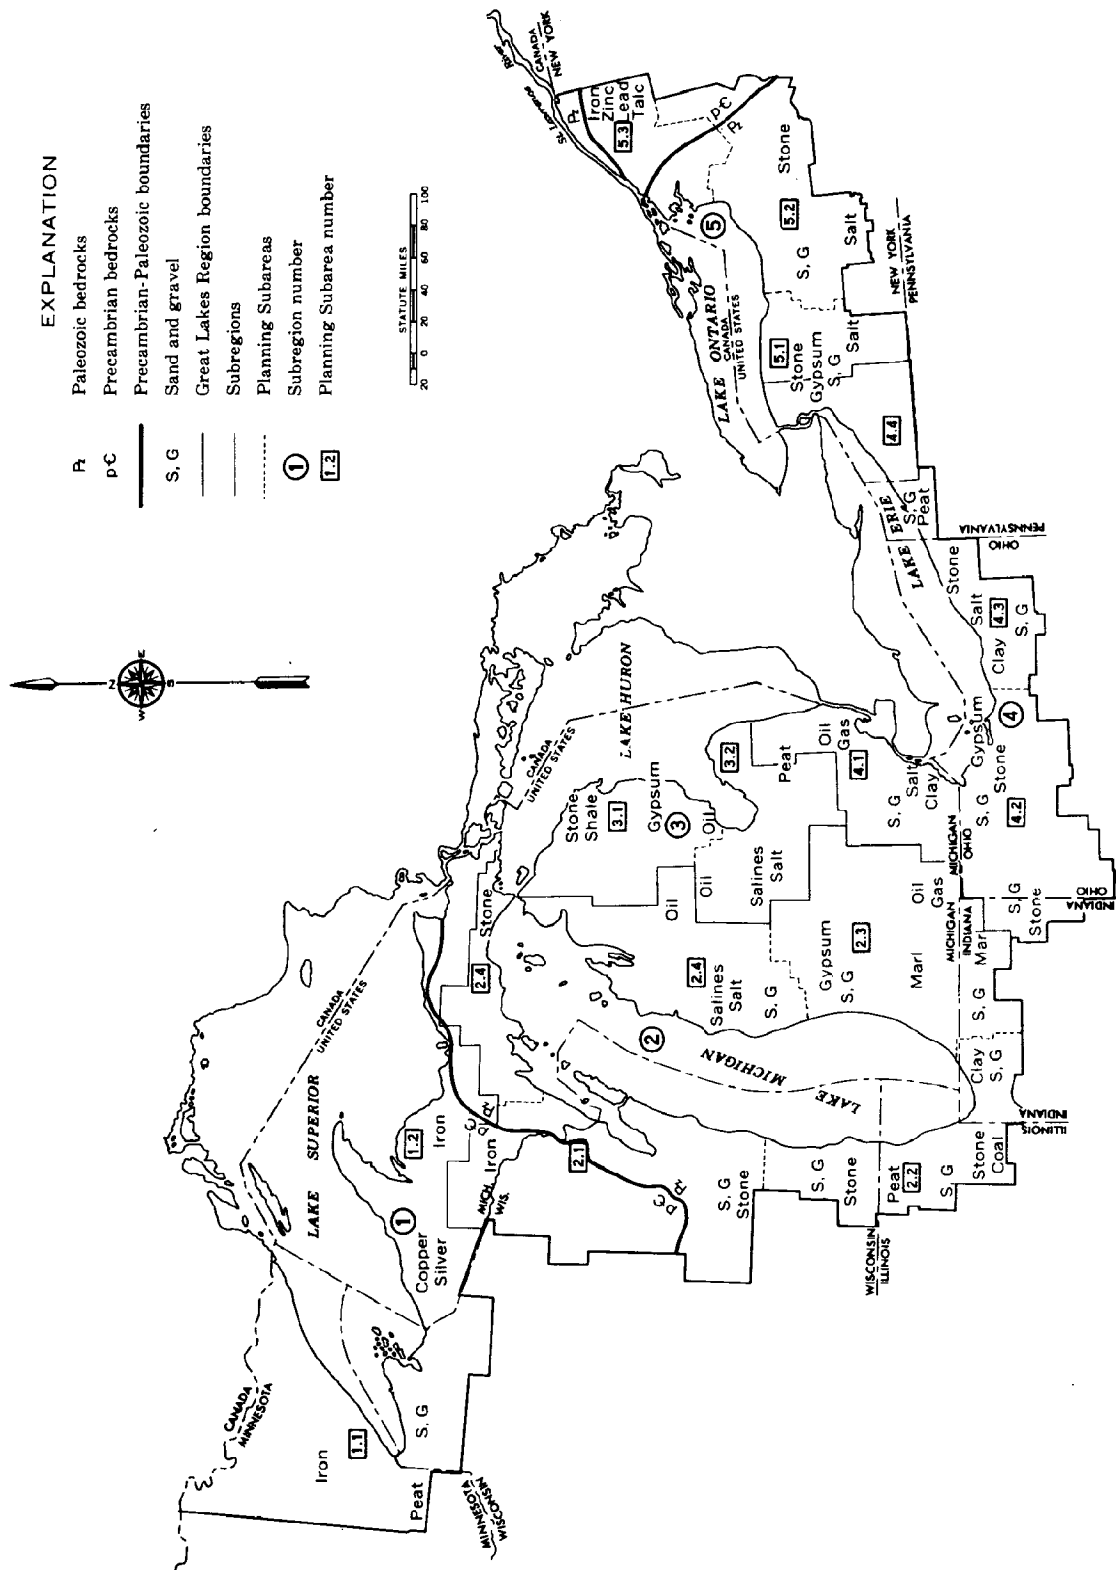 EXPLANATION
Pz Paleozoic bedrocks
p€ Precambrian bedrocks
Precambrian-Paleozoic boundaries
S, G Sand and gravel
Great Lakes Region boundaries
Subregions
Planning Subareas
1 Subregion number
1.2 Planning Subarea number
STATUTE MILES
20 0 20 40 60 80 100
N
E
S
W
CANADA
MINNESOTA
Iron
1.1
Peat
S, G
MINNESOTA
WISCONSIN
LAKE SUPERIOR
CANADA
UNITED STATES
1
Copper
Silver
1.2
Iron
MICH.
WIS.
Iron
p€
Pz
2.1
p€
Pz
S, G
Stone
S, G
Stone
WISCONSIN
ILLINOIS
Peat
2.2
S, G
Stone
Coal
ILLINOIS
INDIANA
2.4
Stone
LAKE MICHIGAN
2
2.4
Salines
Salt
S, G
Oil
Gypsum
S, G
2.3
Marl
Oil
Gas
MICHIGAN
INDIANA
Clay
S, G
S, G
Marl
S, G
Stone
INDIANA
OHIO
LAKE HURON
CANADA
UNITED STATES
Stone
Shale
3.1
Gypsum
3
Oil
Oil
Salines
Salt
3.2
Peat
Oil
Gas
4.1
Salt
Clay
S, G
MICHIGAN
OHIO
S, G
Gypsum
Stone
4
4.2
Clay
Salt
4.3
S, G
Stone
OHIO
PENNSYLVANIA
LAKE ERIE
S, G
Peat
4.4
LAKE ONTARIO
CANADA
UNITED STATES
5
5.1
Stone
Gypsum
S, G
Salt
NEW YORK
PENNSYLVANIA
S, G
5.2
Salt
Stone
5.3
Pz
Iron
Zinc
Lead
Talc
p€
Pz
St. Lawrence River
CANADA
NEW YORK